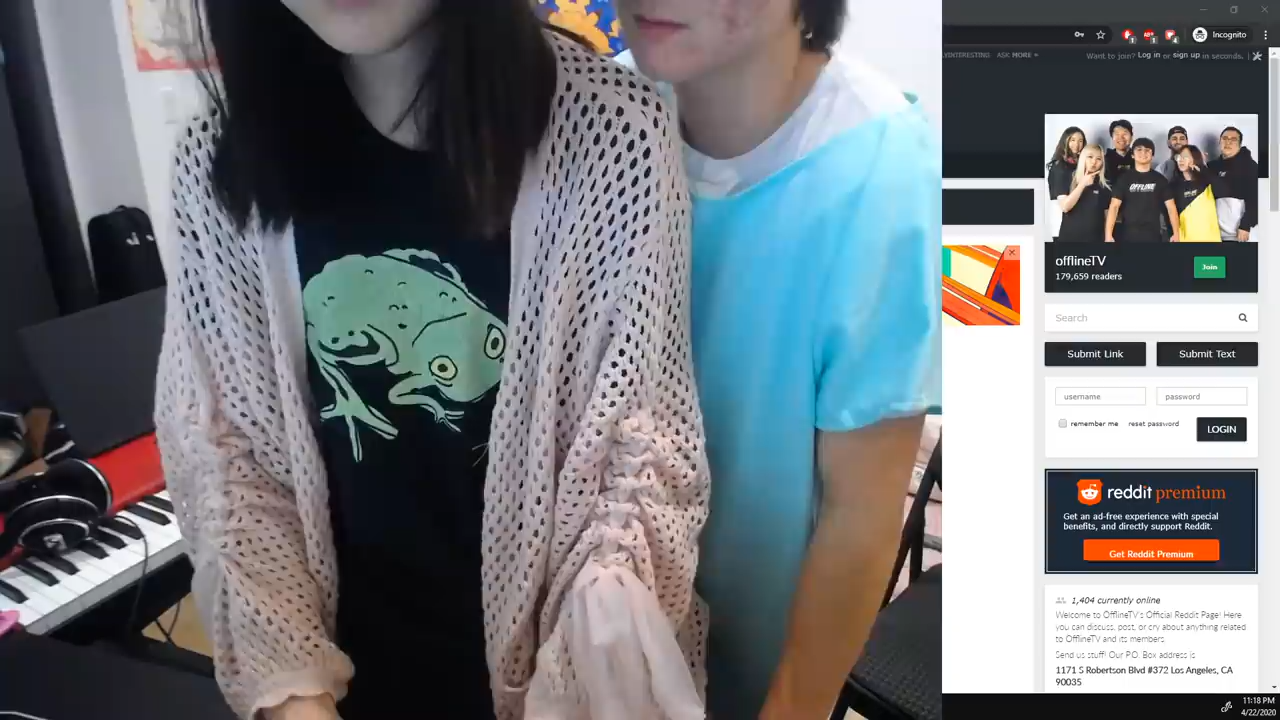 Incognito
LYINTERESTING ASK MORE »
Want to join? Log in or sign up in seconds. |
OFFLINE
offlineTV
179,659 readers
Join
Search
Submit Link
Submit Text
username
password
remember me
reset password
LOGIN
reddit premium
Get an ad-free experience with special
benefits, and directly support Reddit.
Get Reddit Premium
1,404 currently online
Welcome to OfflineTV's Official Reddit Page! Here
you can discuss, post, or cry about anything related
to OfflineTV and its members.
Send us stuff! Our P.O. Box address is
1171 S Robertson Blvd #372 Los Angeles, CA
90035
11:18 PM
4/22/2020